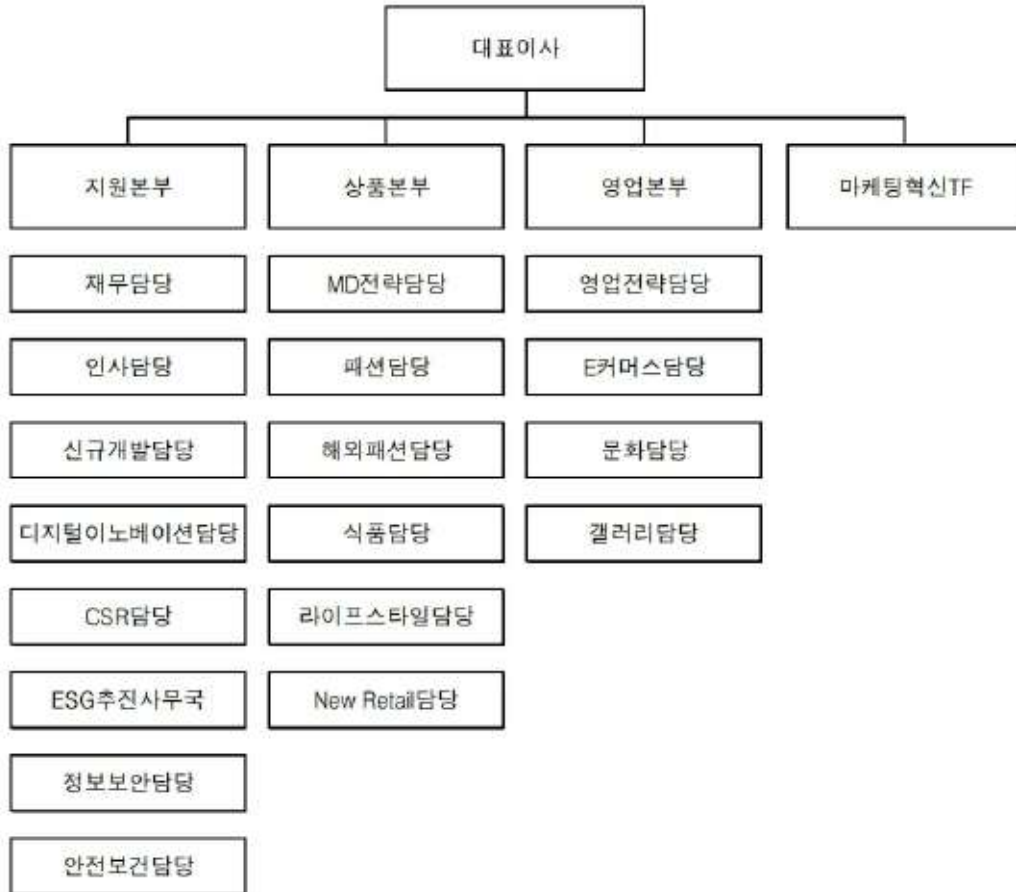 대표이사
지원본부
상품본부
영업본부
마케팅혁신TF
재무담당
MD전략담당
영업전략담당
인사담당
패션담당
E커머스담당
신규개발담당
해외패션담당
문화담당
디지털이노베이션담당
식품담당
갤러리담당
CSR담당
라이프스타일담당
ESG추진사무국
New Retail담당
정보보안담당
안전보건담당